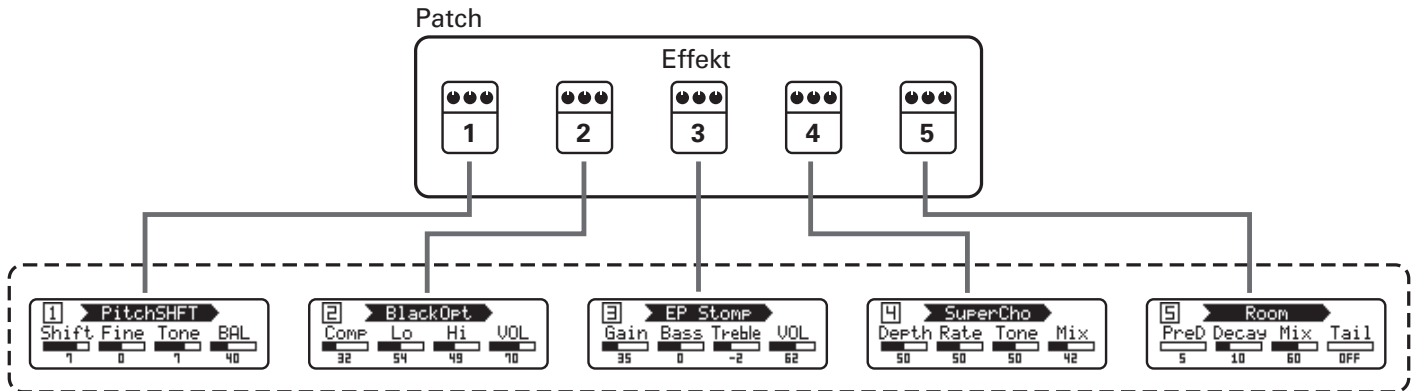 Patch
Effekt
1 2 3 4 5
1 PitchSHFT
Shift Fine Tone BAL
7 0 7 40
2 BlackOpt
Comp Lo Hi VOL
32 54 49 70
3 EP Stomp
Gain Bass Treble VOL
35 0 -2 62
4 SuperCho
Depth Rate Tone Mix
50 50 50 42
5 Room
PreD Decay Mix Tail
5 10 60 OFF